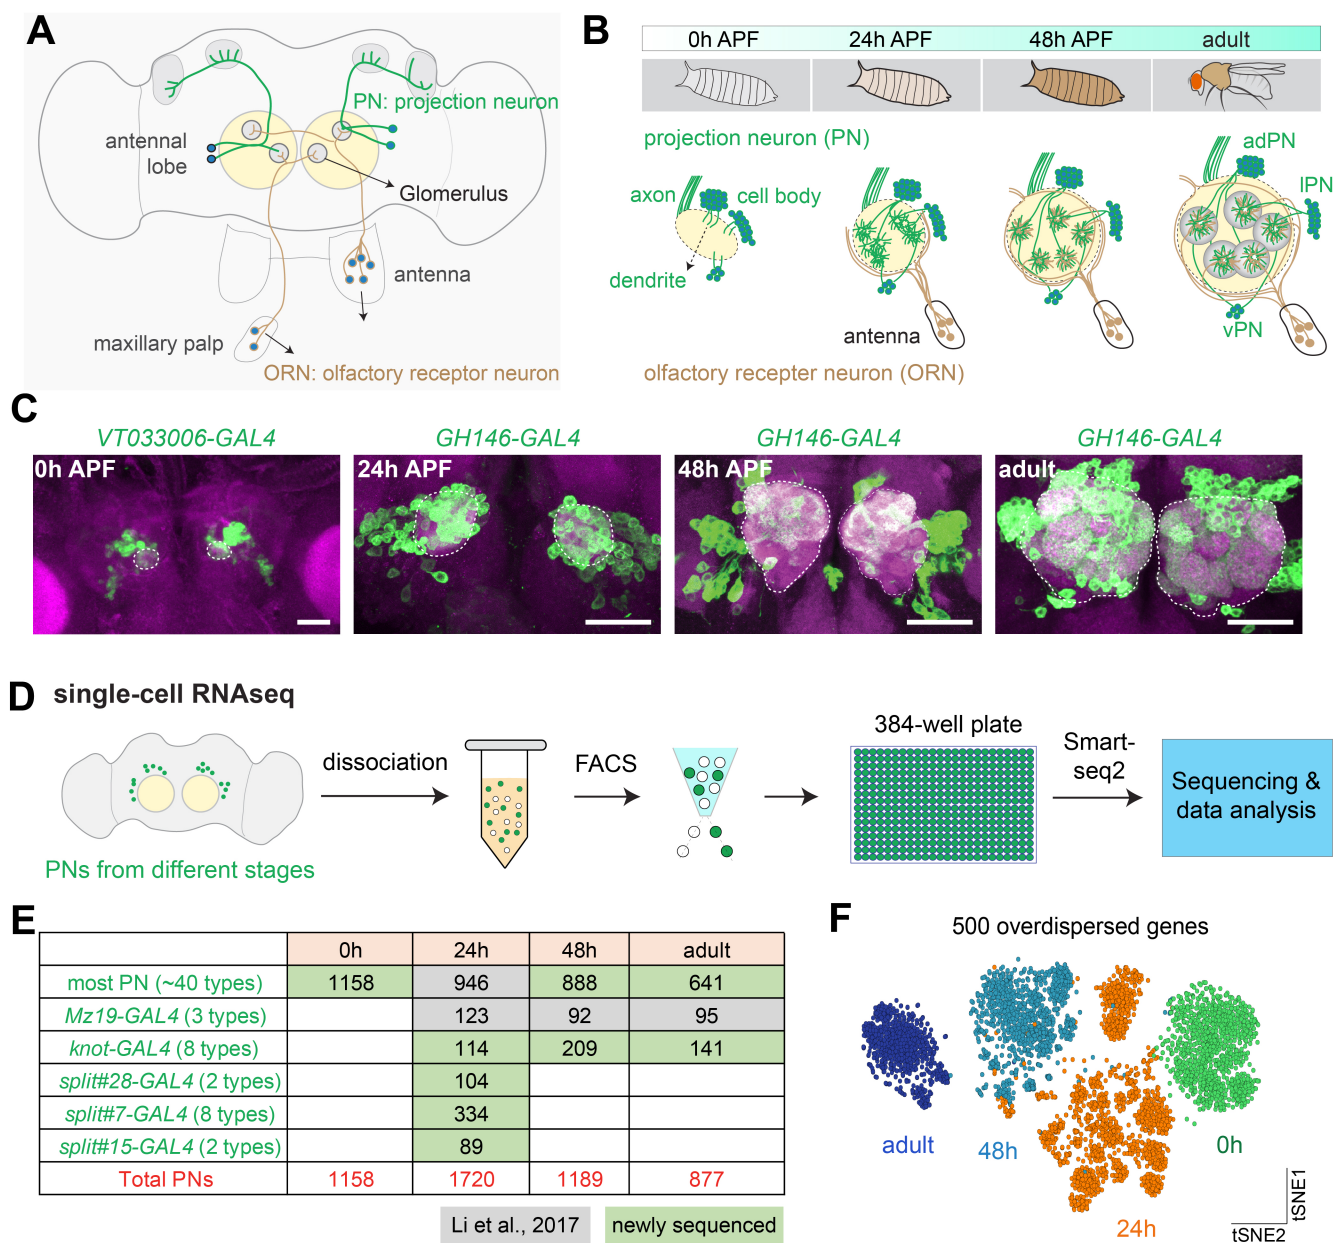 A
PN: projection neuron
antennal
lobe
Glomerulus
antenna
maxillary palp
ORN: olfactory receptor neuron
B
0h APF
24h APF
48h APF
adult
projection neuron (PN)
axon
cell body
dendrite
antenna
adPN
lPN
vPN
olfactory recepter neuron (ORN)
C
VT033006-GAL4
GH146-GAL4
GH146-GAL4
GH146-GAL4
0h APF
24h APF
48h APF
adult
D
single-cell RNAseq
PNs from different stages
dissociation
FACS
384-well plate
Smart-
seq2
Sequencing &
data analysis
E
0h 24h 48h adult
most PN (~40 types) 1158 946 888 641
Mz19-GAL4 (3 types) 123 92 95
knot-GAL4 (8 types) 114 209 141
split#28-GAL4 (2 types) 104
split#7-GAL4 (8 types) 334
split#15-GAL4 (2 types) 89
Total PNs 1158 1720 1189 877
Li et al., 2017
newly sequenced
F
500 overdispersed genes
adult
48h
24h
0h
tSNE1
tSNE2